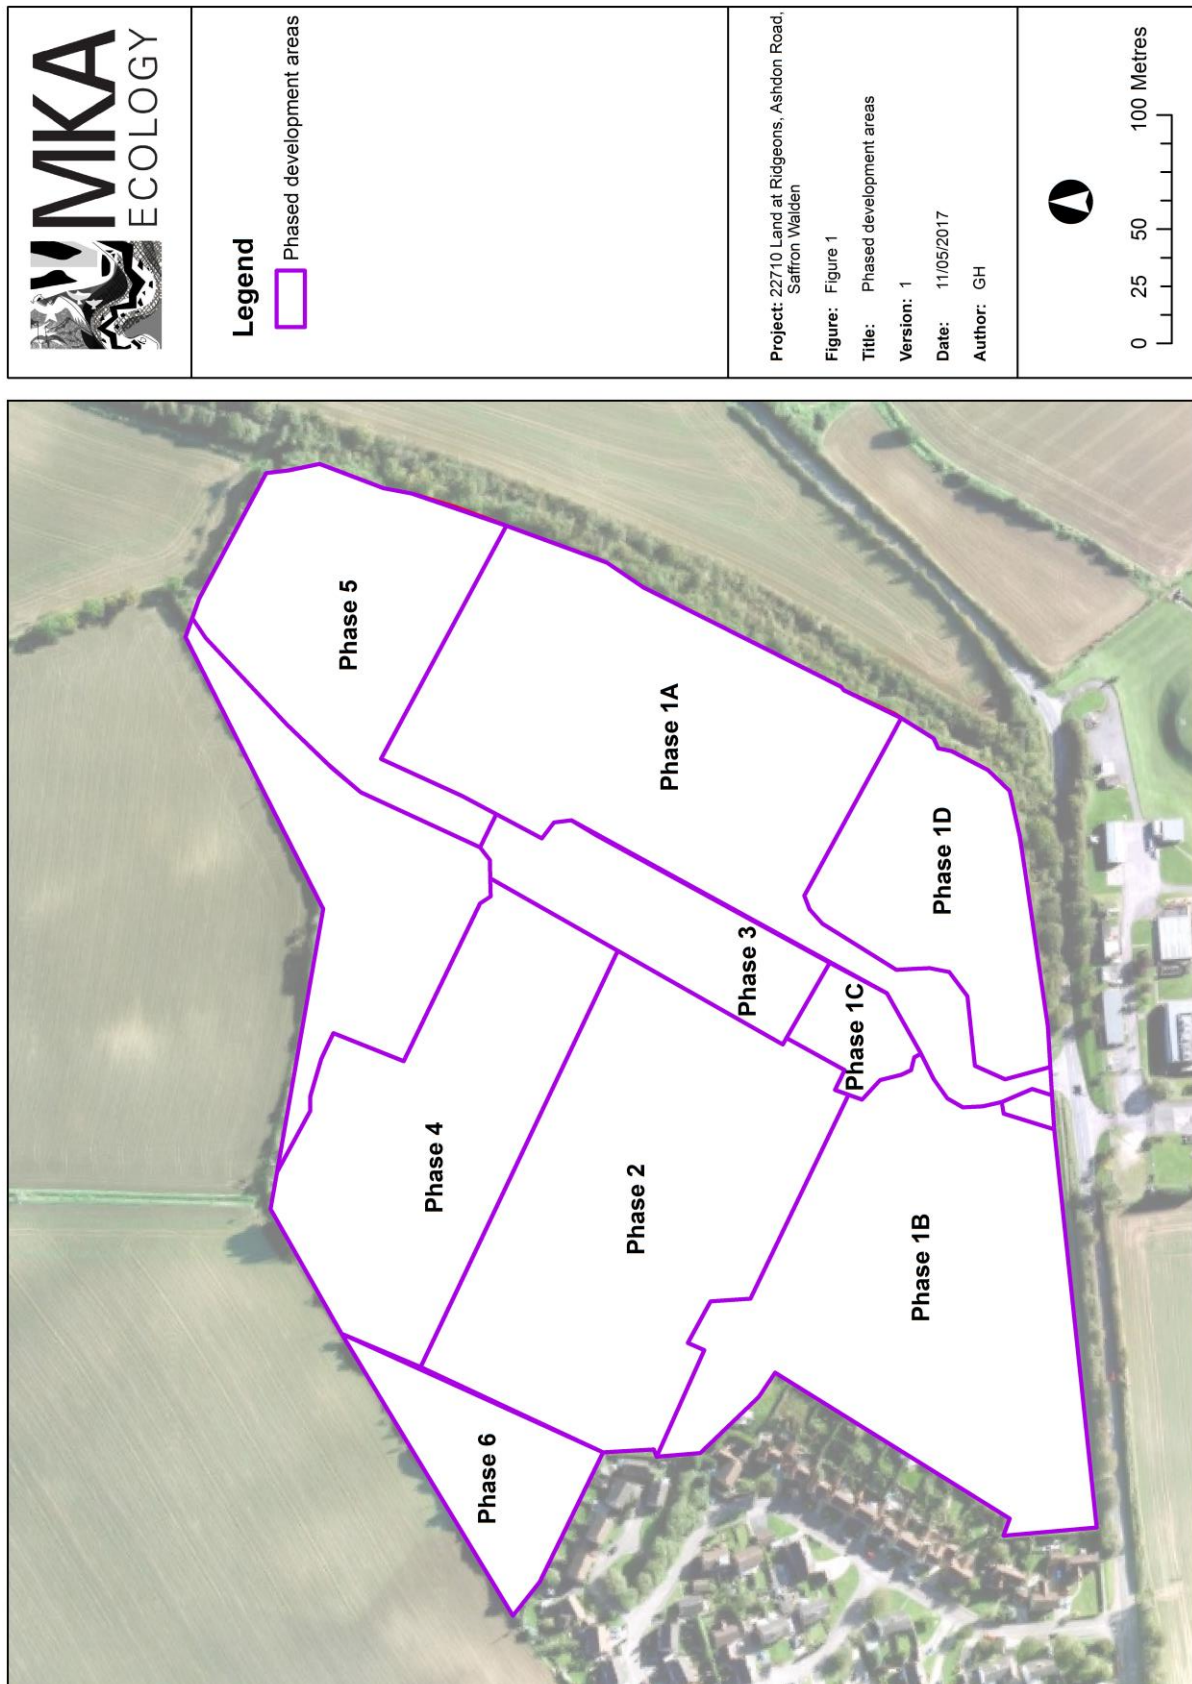 MKA
ECOLOGY
Legend
Phased development areas
Project: 22710 Land at Ridgeons, Ashdon Road,
Saffron Walden
Figure: Figure 1
Title: Phased development areas
Version: 1
Date: 11/05/2017
Author: GH
0 25 50 100 Metres
Phase 5
Phase 1A
Phase 1D
Phase 3
Phase 1C
Phase 4
Phase 2
Phase 1B
Phase 6